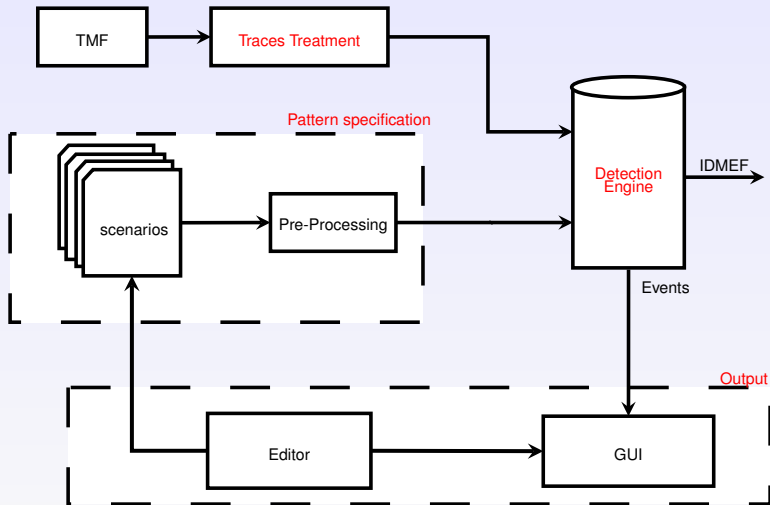 TMF
Traces Treatment
Pattern specification
scenarios
Pre-Processing
Detection
Engine
IDMEF
Events
Output
Editor
GUI